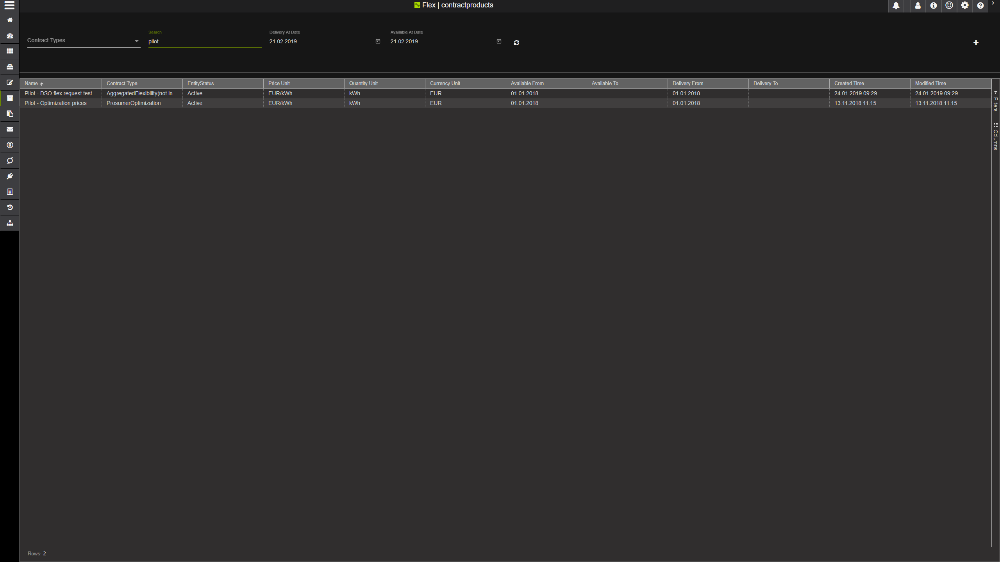 Flex | contractproducts
Contract Types
Search
pilot
Delivery At Date
21.02.2019
Available At Date
21.02.2019
Name Contract Type EntityStatus Price Unit Quantity Unit Currency Unit Available From Available To Delivery From Delivery To Created Time Modified Time
Pilot - DSO flex request test AggregatedFlexibility(not in... Active EUR/kWh kWh EUR 01.01.2018 01.01.2018 24.01.2019 09:29 24.01.2019 09:29
Pilot - Optimization prices ProsumerOptimization Active EUR/kWh kWh EUR 01.01.2018 01.01.2018 13.11.2018 11:15 13.11.2018 11:15
Filters
Columns
Rows: 2